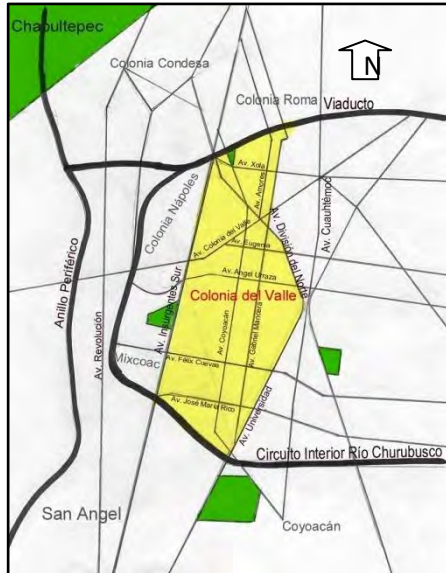 Chapultepec
Colonia Condesa
N
Colonia Roma
Viaducto
Av. Xola
Av. Amores
Colonia Nápoles
Av. Cuauhtémoc
Av. División del Norte
Av. Colonia del Valle
Av. Eugenia
Av. Angel Urraza
Anillo Periférico
Av. Insurgentes Sur
Colonia del Valle
Av. Revolución
Av. Coyoacán
Av. Gabriel Mancera
Mixcoac
Av. Félix Cuevas
Av. José María Rico
Av. Universidad
Circuito Interior Río Churubusco
San Angel
Coyoacán